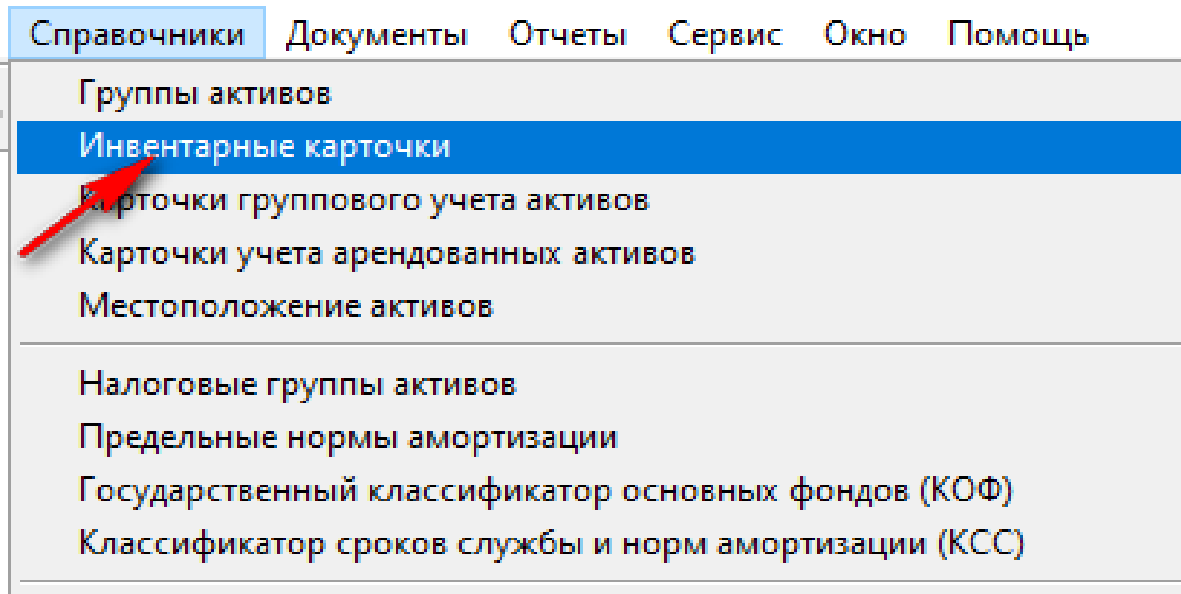 Справочники Документы Отчеты Сервис Окно Помощь
Группы активов
Инвентарные карточки
Карточки группового учета активов
Карточки учета арендованных активов
Местоположение активов
Налоговые группы активов
Предельные нормы амортизации
Государственный классификатор основных фондов (КОФ)
Классификатор сроков службы и норм амортизации (КСС)